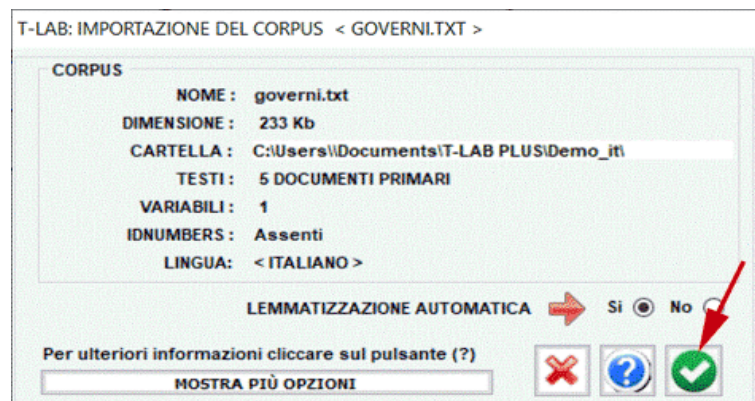 T-LAB: IMPORTAZIONE DEL CORPUS < GOVERNI.TXT >
CORPUS
NOME : governi.txt
DIMENSIONE : 233 Kb
CARTELLA : C:\Users\\Documents\T-LAB PLUS\Demo_it\
TESTI : 5 DOCUMENTI PRIMARI
VARIABILI : 1
IDNUMBERS : Assenti
LINGUA: < ITALIANO >
LEMMATIZZAZIONE AUTOMATICA Si No
Per ulteriori informazioni cliccare sul pulsante (?)
MOSTRA PIÙ OPZIONI
?